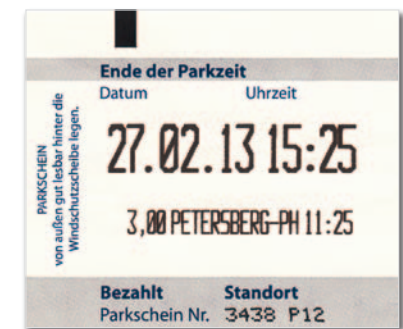 Ende der Parkzeit
Datum Uhrzeit
27.02.13 15:25
3,00 PETERSBERG-PH 11:25
Bezahlt Standort
Parkschein Nr. 3438 P12
PARKSCHEIN
von außen gut lesbar hinter die
Windschutzscheibe legen.